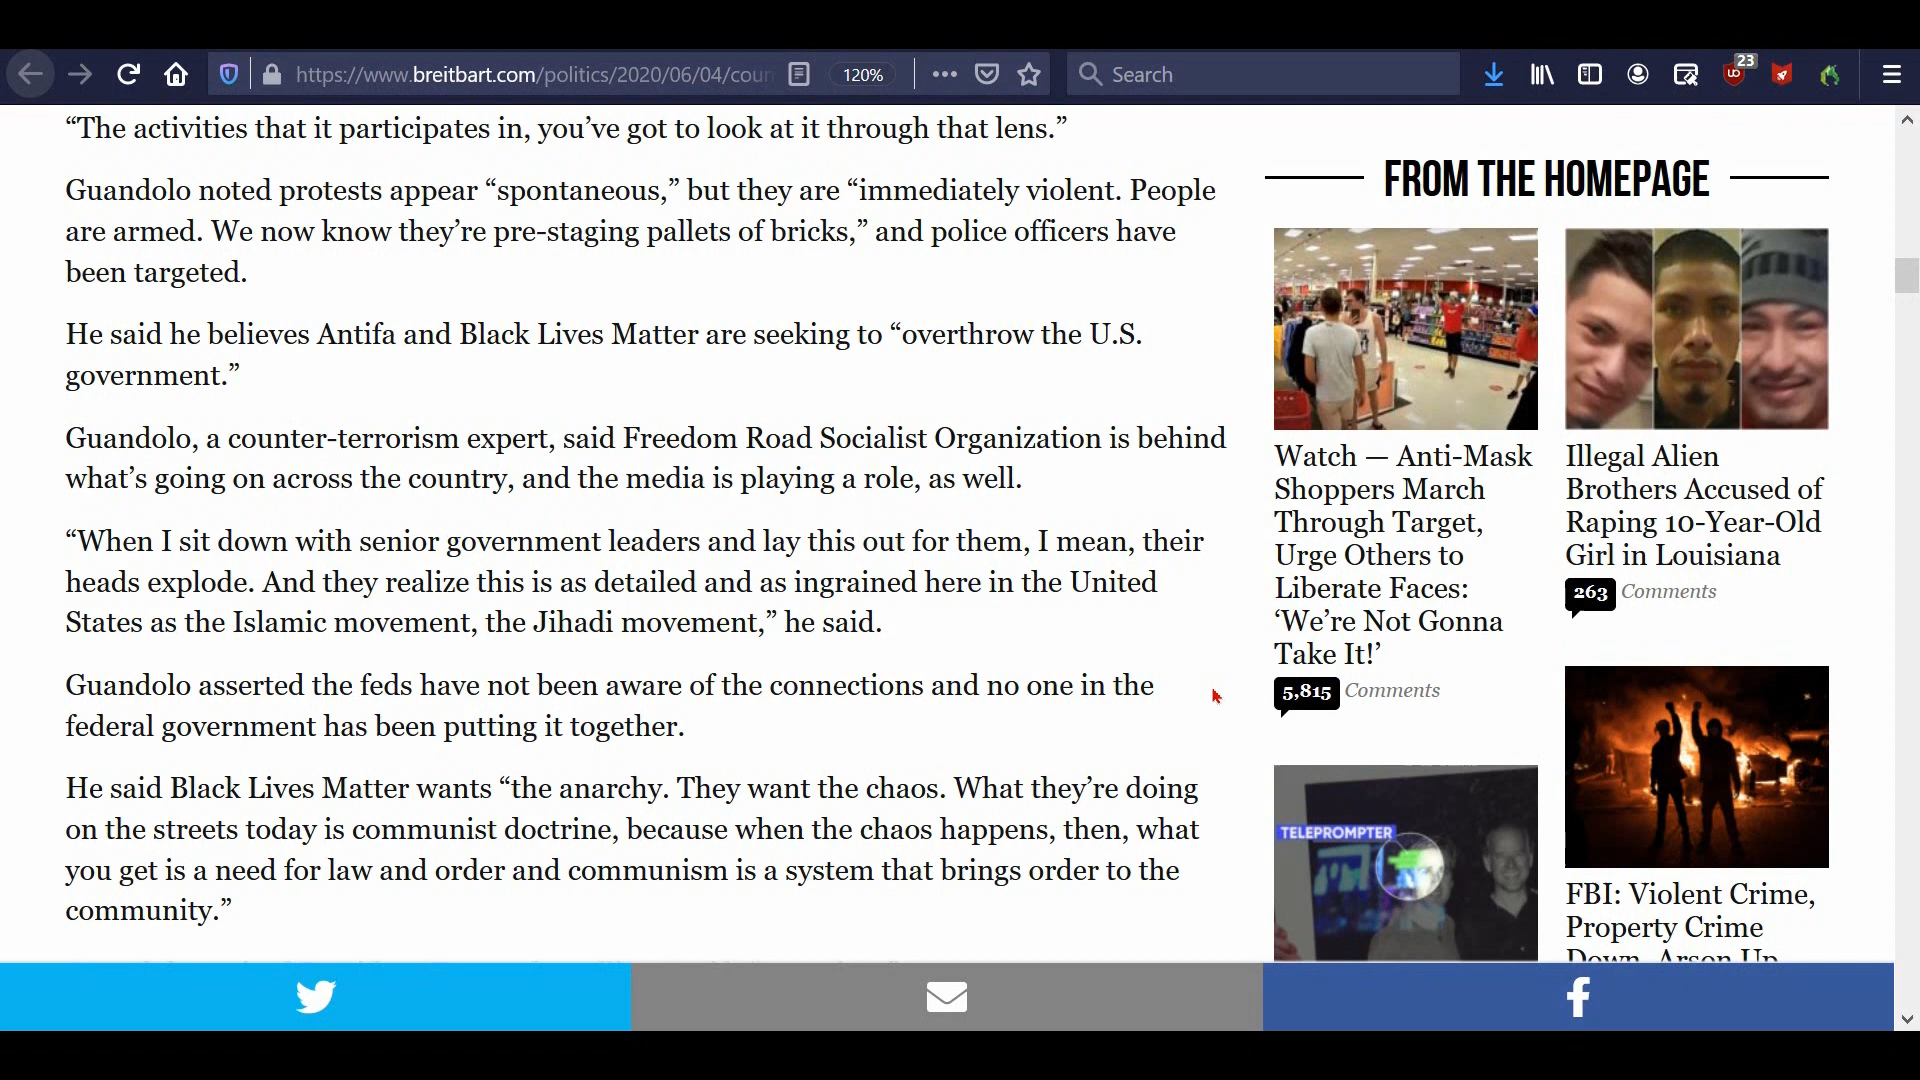 https://www.breitbart.com/politics/2020/06/04/coun
120%
Search
23
“The activities that it participates in, you’ve got to look at it through that lens.”
Guandolo noted protests appear “spontaneous,” but they are “immediately violent. People
are armed. We now know they’re pre-staging pallets of bricks,” and police officers have
been targeted.
He said he believes Antifa and Black Lives Matter are seeking to “overthrow the U.S.
government.”
Guandolo, a counter-terrorism expert, said Freedom Road Socialist Organization is behind
what’s going on across the country, and the media is playing a role, as well.
“When I sit down with senior government leaders and lay this out for them, I mean, their
heads explode. And they realize this is as detailed and as ingrained here in the United
States as the Islamic movement, the Jihadi movement,” he said.
Guandolo asserted the feds have not been aware of the connections and no one in the
federal government has been putting it together.
He said Black Lives Matter wants “the anarchy. They want the chaos. What they’re doing
on the streets today is communist doctrine, because when the chaos happens, then, what
you get is a need for law and order and communism is a system that brings order to the
community.”
FROM THE HOMEPAGE
Watch — Anti-Mask
Shoppers March
Through Target,
Urge Others to
Liberate Faces:
‘We’re Not Gonna
Take It!’
5,815 Comments
TELEPROMPTER
Illegal Alien
Brothers Accused of
Raping 10-Year-Old
Girl in Louisiana
263 Comments
FBI: Violent Crime,
Property Crime
Down, Arson Up